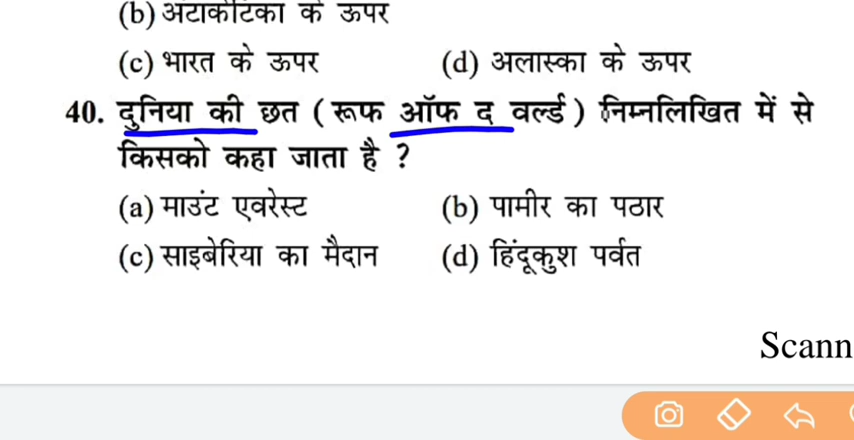 (b) अंटार्कटिका के ऊपर
(c) भारत के ऊपर (d) अलास्का के ऊपर
40. दुनिया की छत ( रूफ ऑफ द वर्ल्ड ) निम्नलिखित में से
किसको कहा जाता है ?
(a) माउंट एवरेस्ट (b) पामीर का पठार
(c) साइबेरिया का मैदान (d) हिंदूकुश पर्वत
Scann